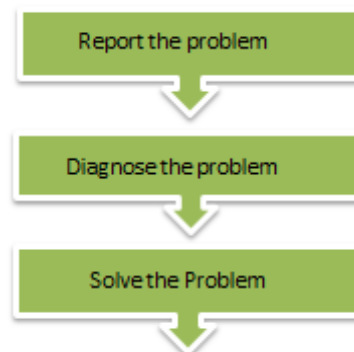 Report the problem
Diagnose the problem
Solve the Problem